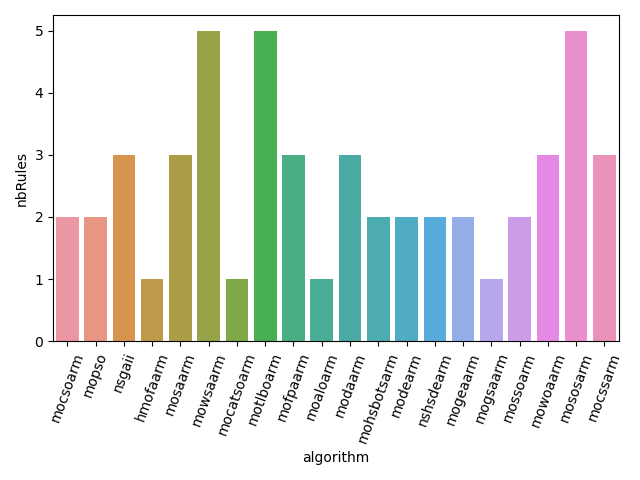 5
4
3
2
1
0
nbRules
mocsoarm
mopso
nsgaii
hmofaarm
mosaarm
mowsaarm
mocatsoarm
motlboarm
mofpaarm
moaloarm
modaarm
mohsbotsarm
modearm
nshsdearm
mogeaarm
mogsaarm
mossoarm
mowoaarm
mososarm
mocssarm
algorithm